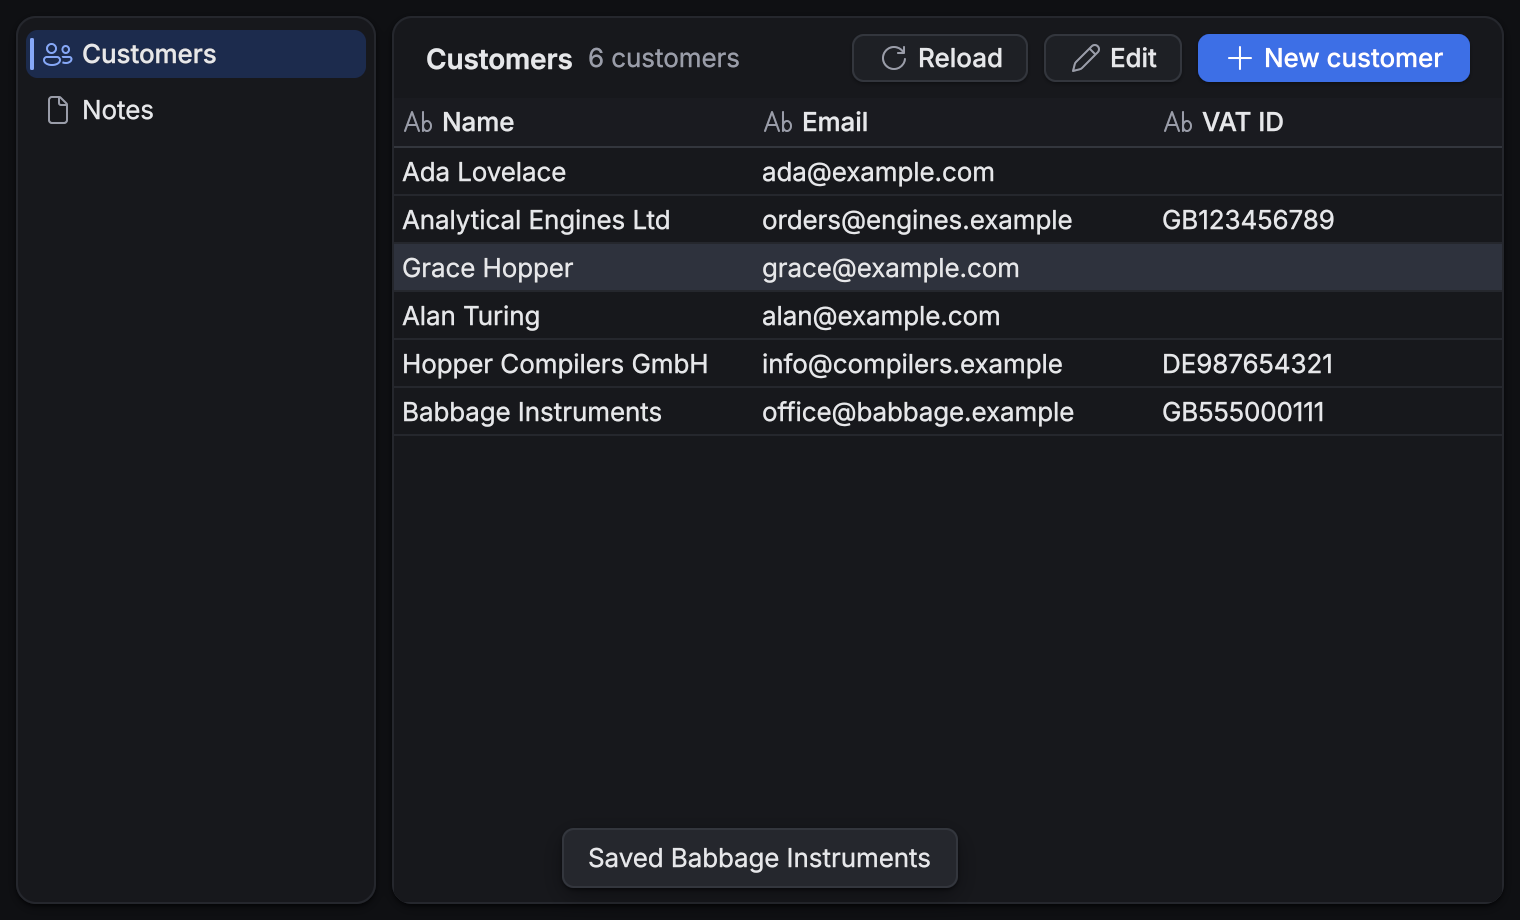 Customers
Notes
Customers 6 customers Reload Edit New customer
Ab Name Ab Email Ab VAT ID
Ada Lovelace ada@example.com
Analytical Engines Ltd orders@engines.example GB123456789
Grace Hopper grace@example.com
Alan Turing alan@example.com
Hopper Compilers GmbH info@compilers.example DE987654321
Babbage Instruments office@babbage.example GB555000111
Saved Babbage Instruments